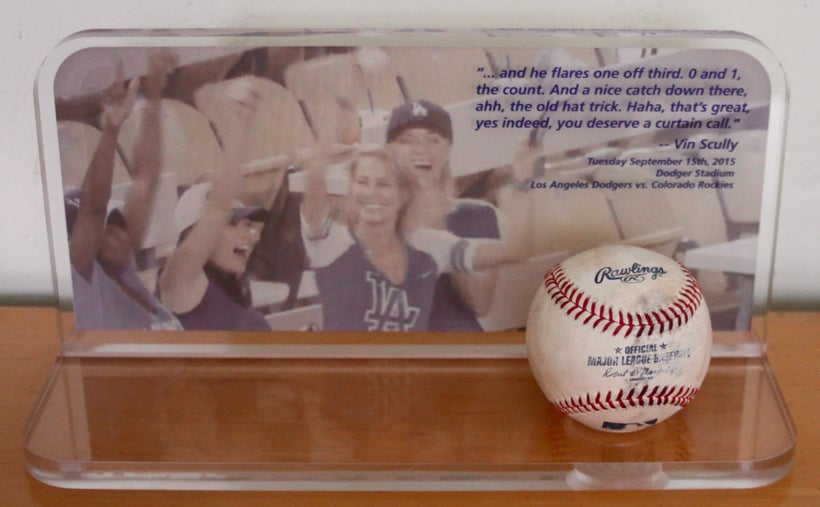 "... and he flares one off third. 0 and 1,
the count. And a nice catch down there,
ahh, the old hat trick. Haha, that's great,
yes indeed, you deserve a curtain call."
-- Vin Scully
Tuesday September 15th, 2015
Dodger Stadium
Los Angeles Dodgers vs. Colorado Rockies
LA
LA
Rawlings
OFFICIAL
MAJOR LEAGUE BASEBALL